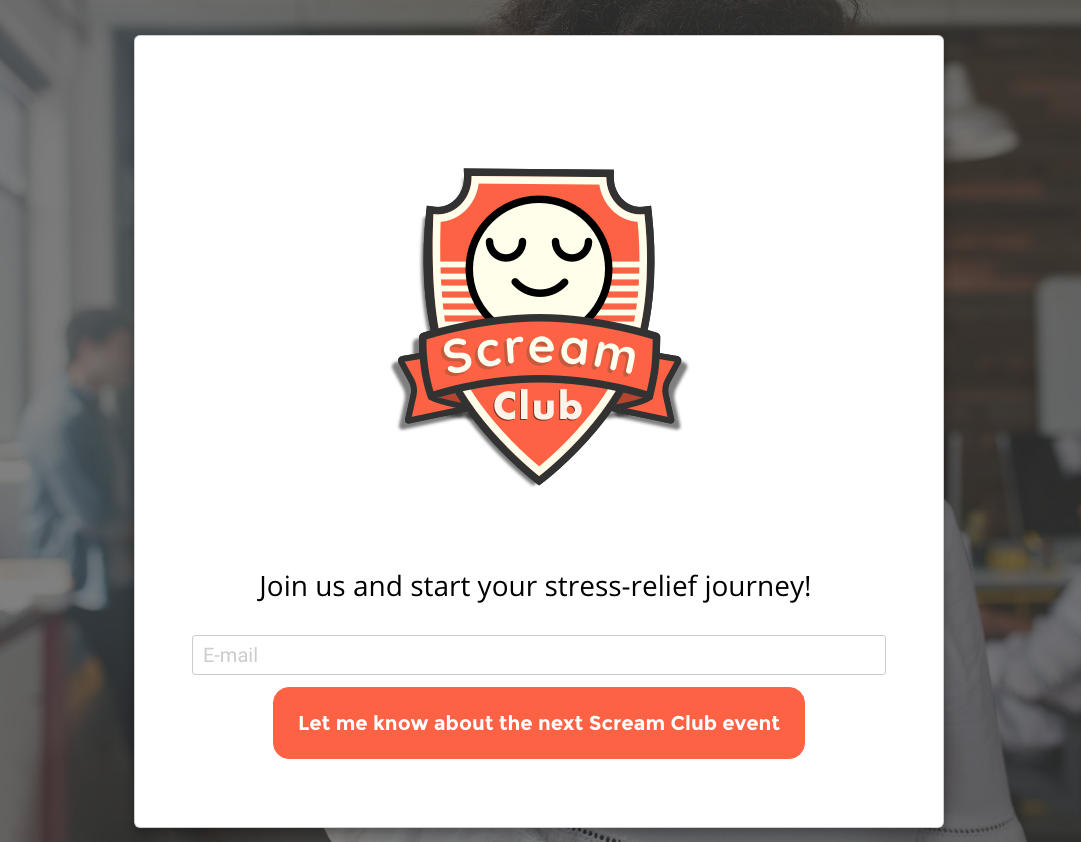 Scream
Club
Join us and start your stress-relief journey!
E-mail
Let me know about the next Scream Club event